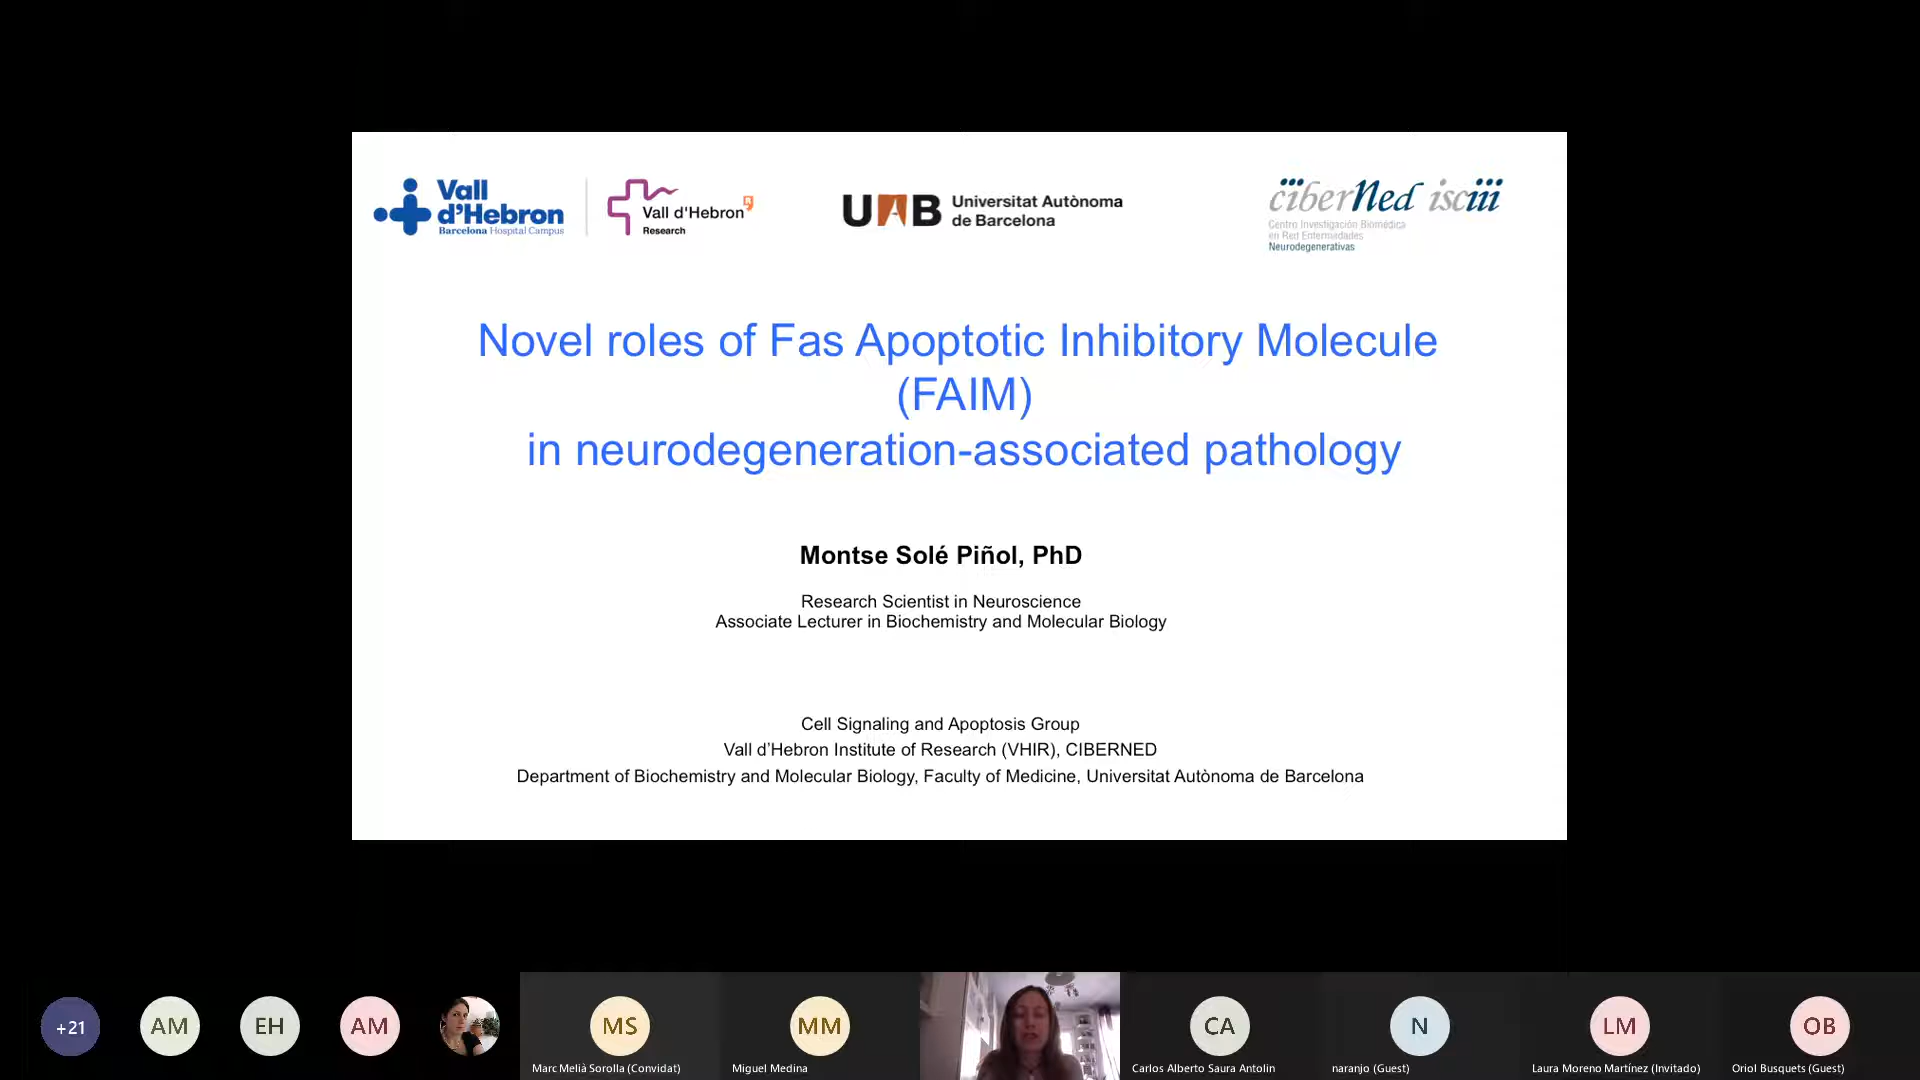 Vall
d'Hebron
Barcelona Hospital Campus
Vall d'Hebron
Research
UAB
Universitat Autònoma
de Barcelona
ciberNed isciii
Centro Investigación Biomédica
en Red Enfermedades
Neurodegenerativas
Novel roles of Fas Apoptotic Inhibitory Molecule
(FAIM)
in neurodegeneration-associated pathology
Montse Solé Piñol, PhD
Research Scientist in Neuroscience
Associate Lecturer in Biochemistry and Molecular Biology
Cell Signaling and Apoptosis Group
Vall d’Hebron Institute of Research (VHIR), CIBERNED
Department of Biochemistry and Molecular Biology, Faculty of Medicine, Universitat Autònoma de Barcelona
+21
AM
EH
AM
MS
MM
CA
N
LM
OB
Marc Melià Sorolla (Convidat)
Miguel Medina
Carlos Alberto Saura Antolin
naranjo (Guest)
Laura Moreno Martínez (Invitado)
Oriol Busquets (Guest)